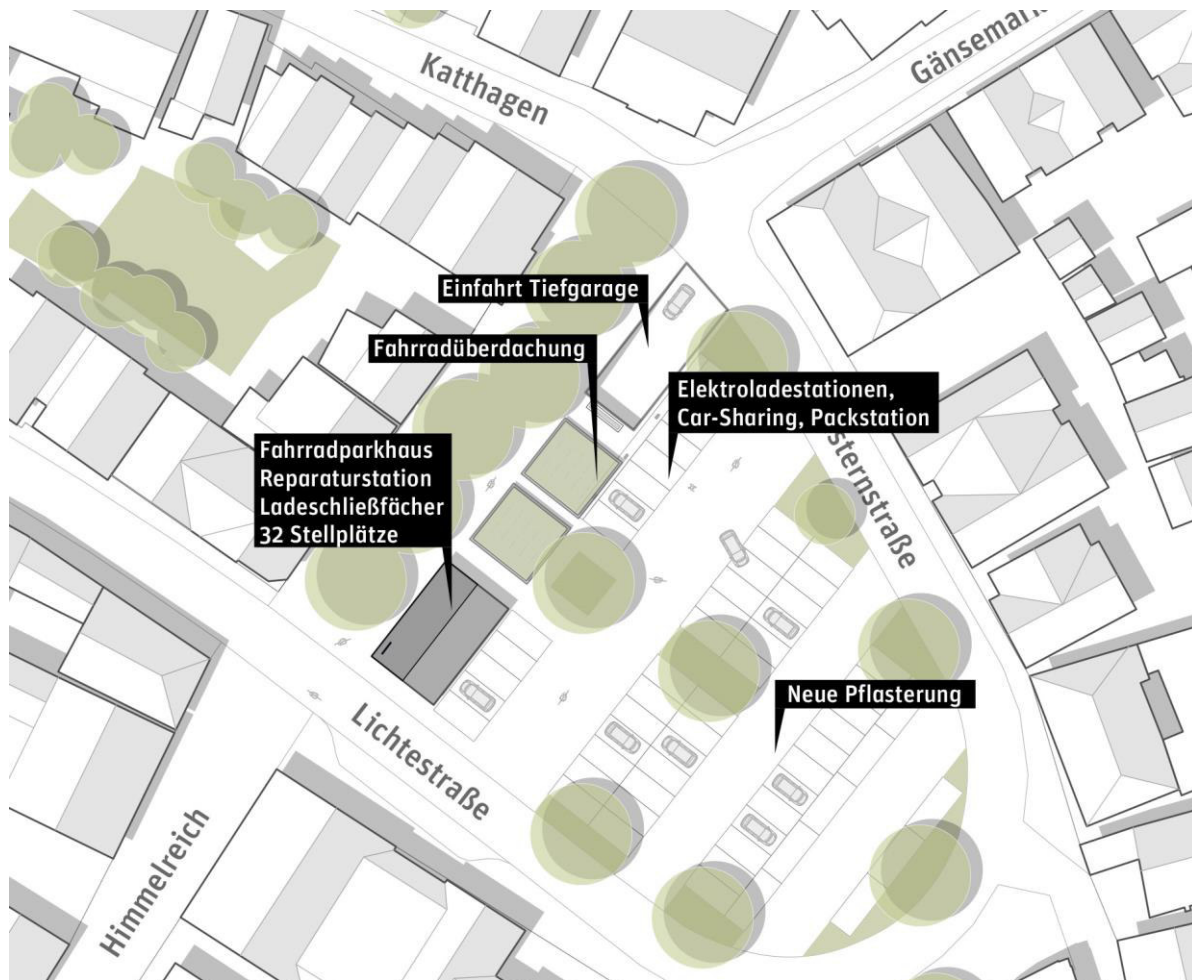 Katthagen
Gänsemar
Einfahrt Tiefgarage
Fahrradüberdachung
Elektroladestationen,
Car-Sharing, Packstation
Fahrradparkhaus
Reparaturstation
Ladeschließfächer
32 Stellplätze
sternstraße
Neue Pflasterung
Lichtestraße
Himmelreich